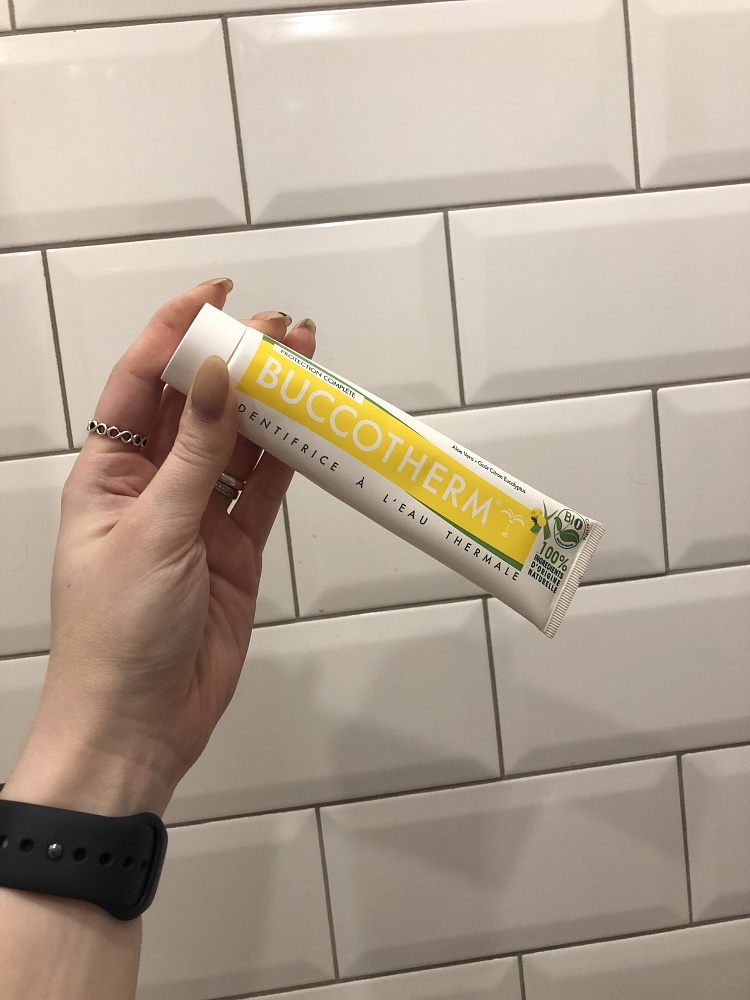 PROTECTION COMPLÈTE
BUCCOTHERM®
DENTIFRICE À L'EAU THERMALE
Aloe Vera - Goût Citron Eucalyptus
BIO
100%
INGRÉDIENTS
D'ORIGINE
NATURELLE